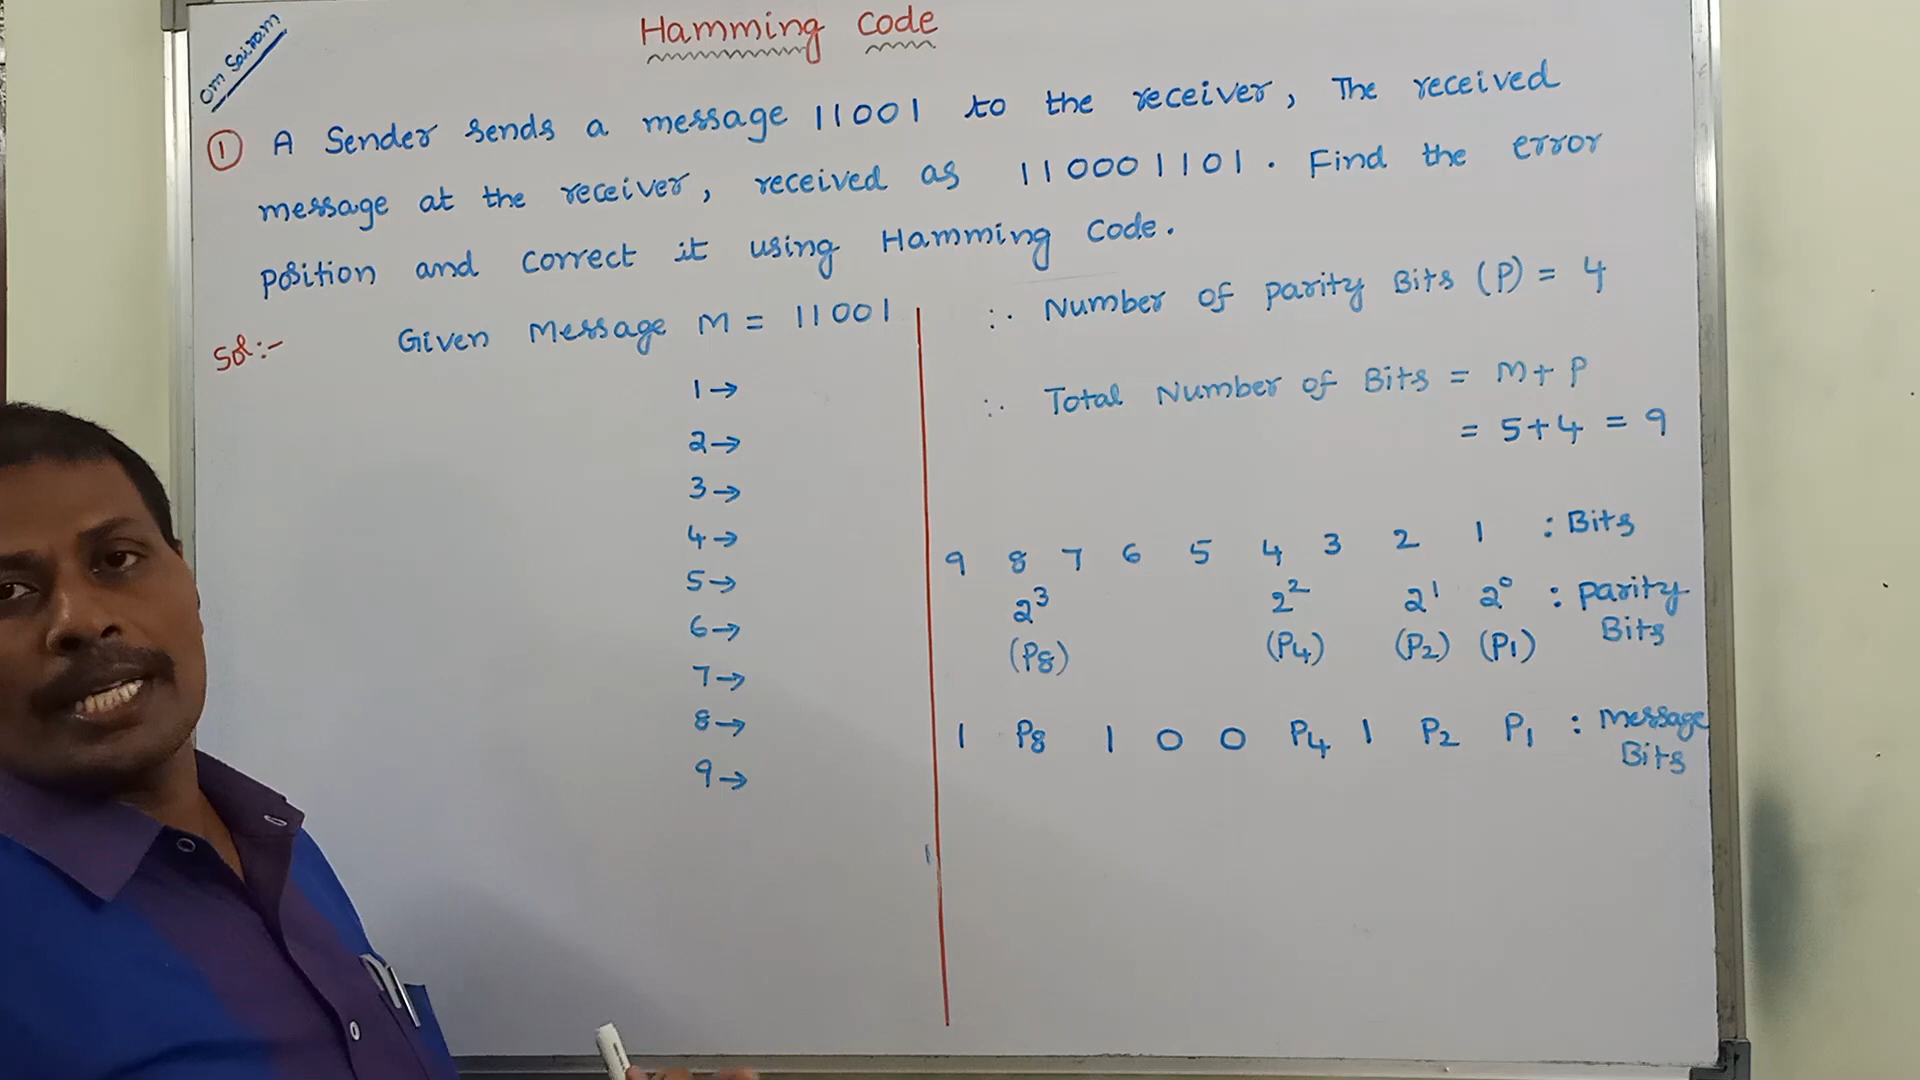 Hamming Code
Om Sairam
① A Sender sends a message 11001 to the receiver, The received
message at the receiver, received as 110001101. Find the error
position and correct it using Hamming Code.
Sol:- Given Message M = 11001
1→
2→
3→
4→
5→
6→
7→
8→
9→
∴ Number of parity Bits (P) = 4
∴ Total Number of Bits = M+P
= 5+4 = 9
9 8 7 6 5 4 3 2 1 : Bits
2³ 2² 2¹ 2⁰ : parity
(P8) (P4) (P2) (P1) Bits
1 P8 1 0 0 P4 1 P2 P1 : Message
Bits